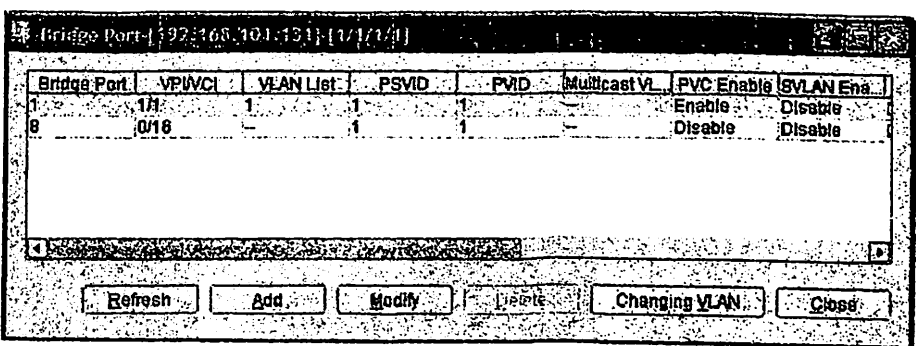 Bridge Port-[192.168.101.131]-[1/1/1/1]
Bridge Port VPI/VCI VLAN List PSVID PVID Multicast VL... PVC Enable SVLAN Ena...
1 1/1 1 1 1 -- Enable Disable
8 0/16 -- 1 1 -- Disable Disable
Refresh Add Modify Delete Changing VLAN Close